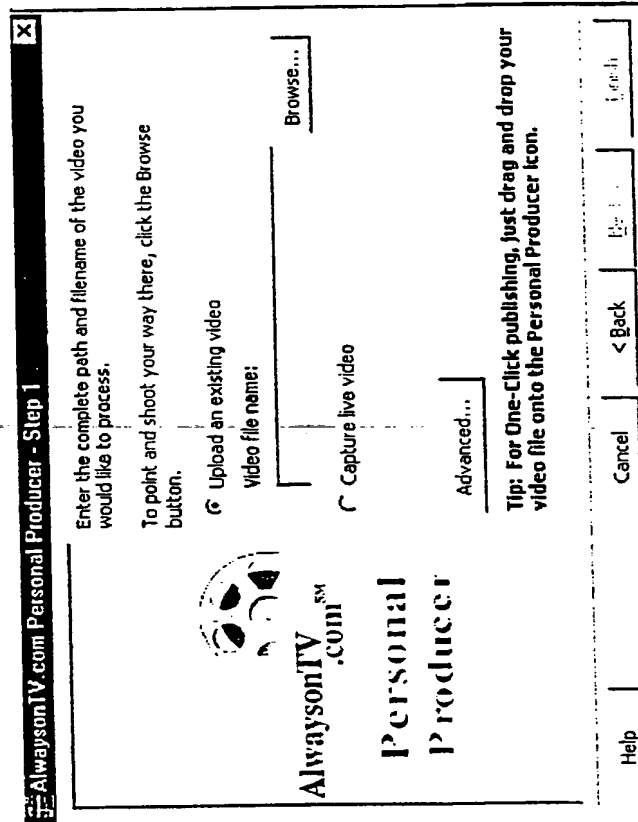 AlwaysonTV.com Personal Producer - Step 1
AlwaysonTV
.com SM
Personal
Producer
Enter the complete path and filename of the video you
would like to process.
To point and shoot your way there, click the Browse
button.
Upload an existing video
Video file name:
Browse...
Capture live video
Advanced...
Tip: For One-Click publishing, just drag and drop your
video file onto the Personal Producer icon.
Help
Cancel
< Back